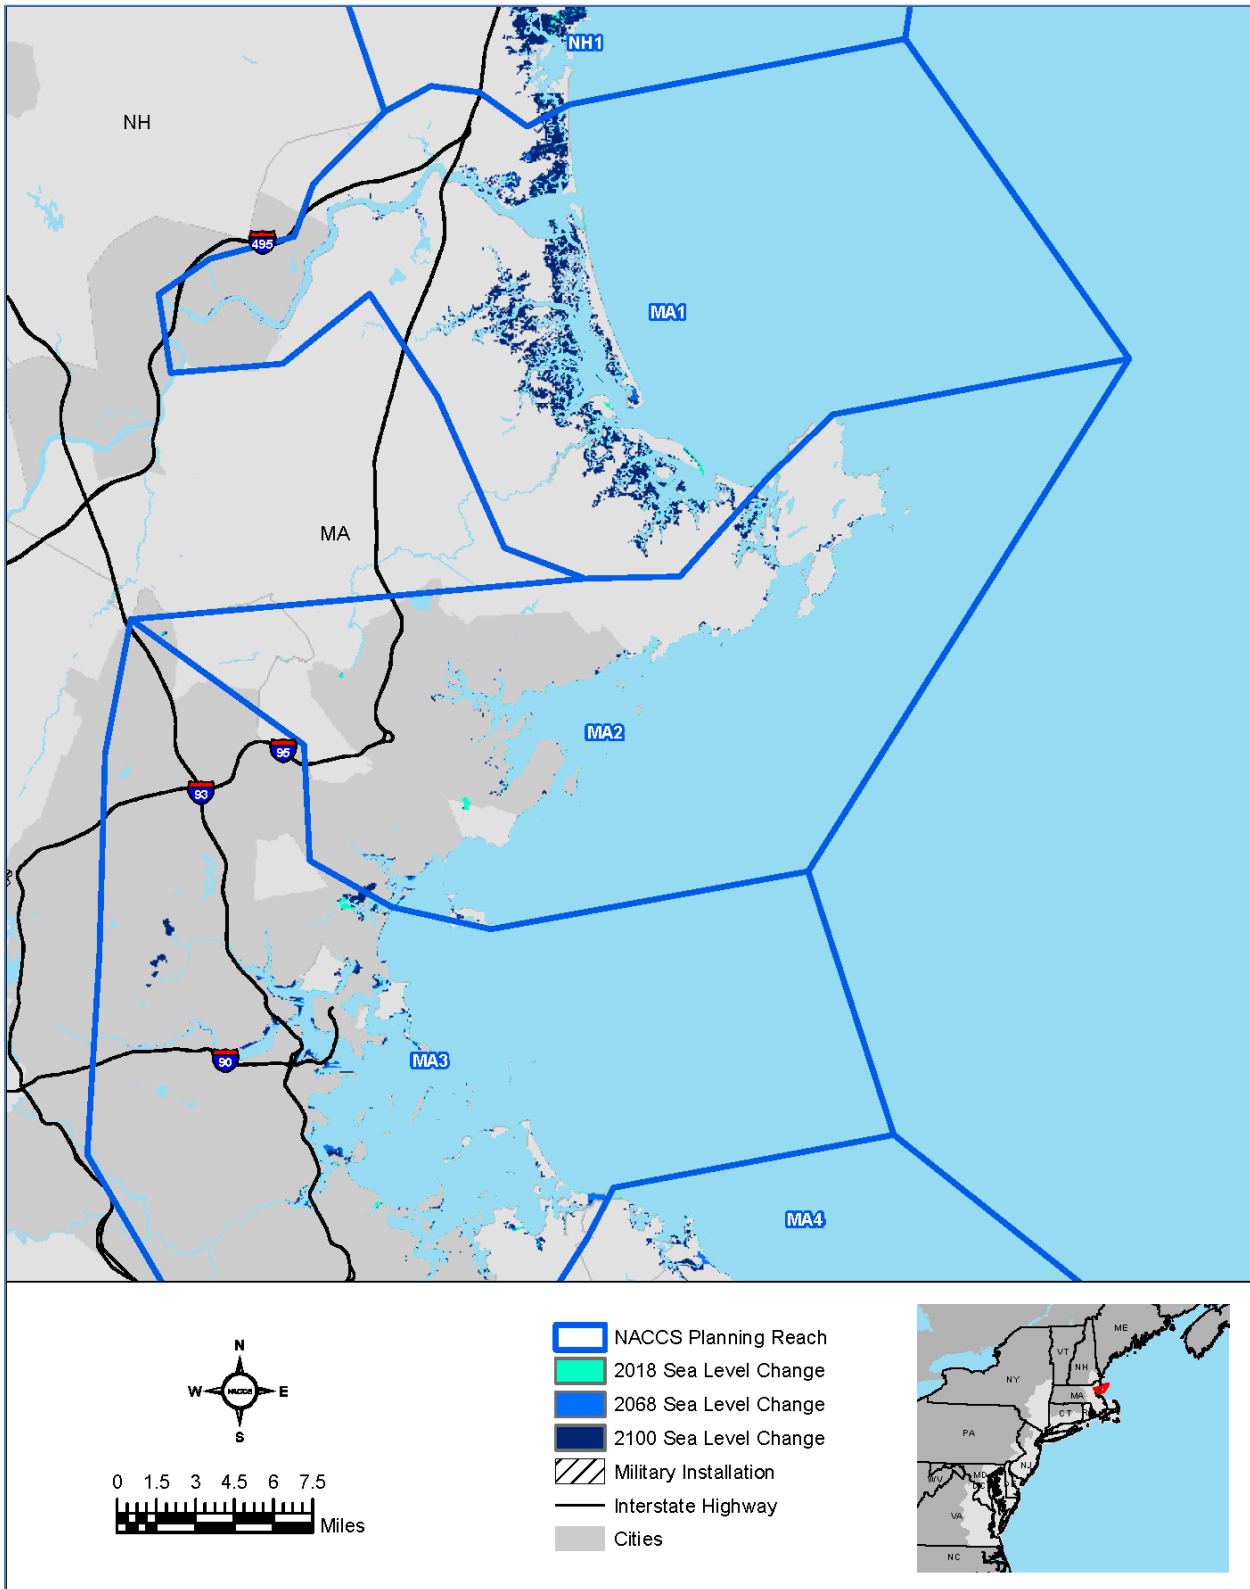 NH1
NH
495
MA1
MA
MA2
95
93
MA3
90
MA4
N
W NACCS E
S
0 1.5 3 4.5 6 7.5
Miles
NACCS Planning Reach
2018 Sea Level Change
2068 Sea Level Change
2100 Sea Level Change
Military Installation
Interstate Highway
Cities
ME
VT
NH
NY
MA
CT
PA
NJ
MD
WV
VA
NC